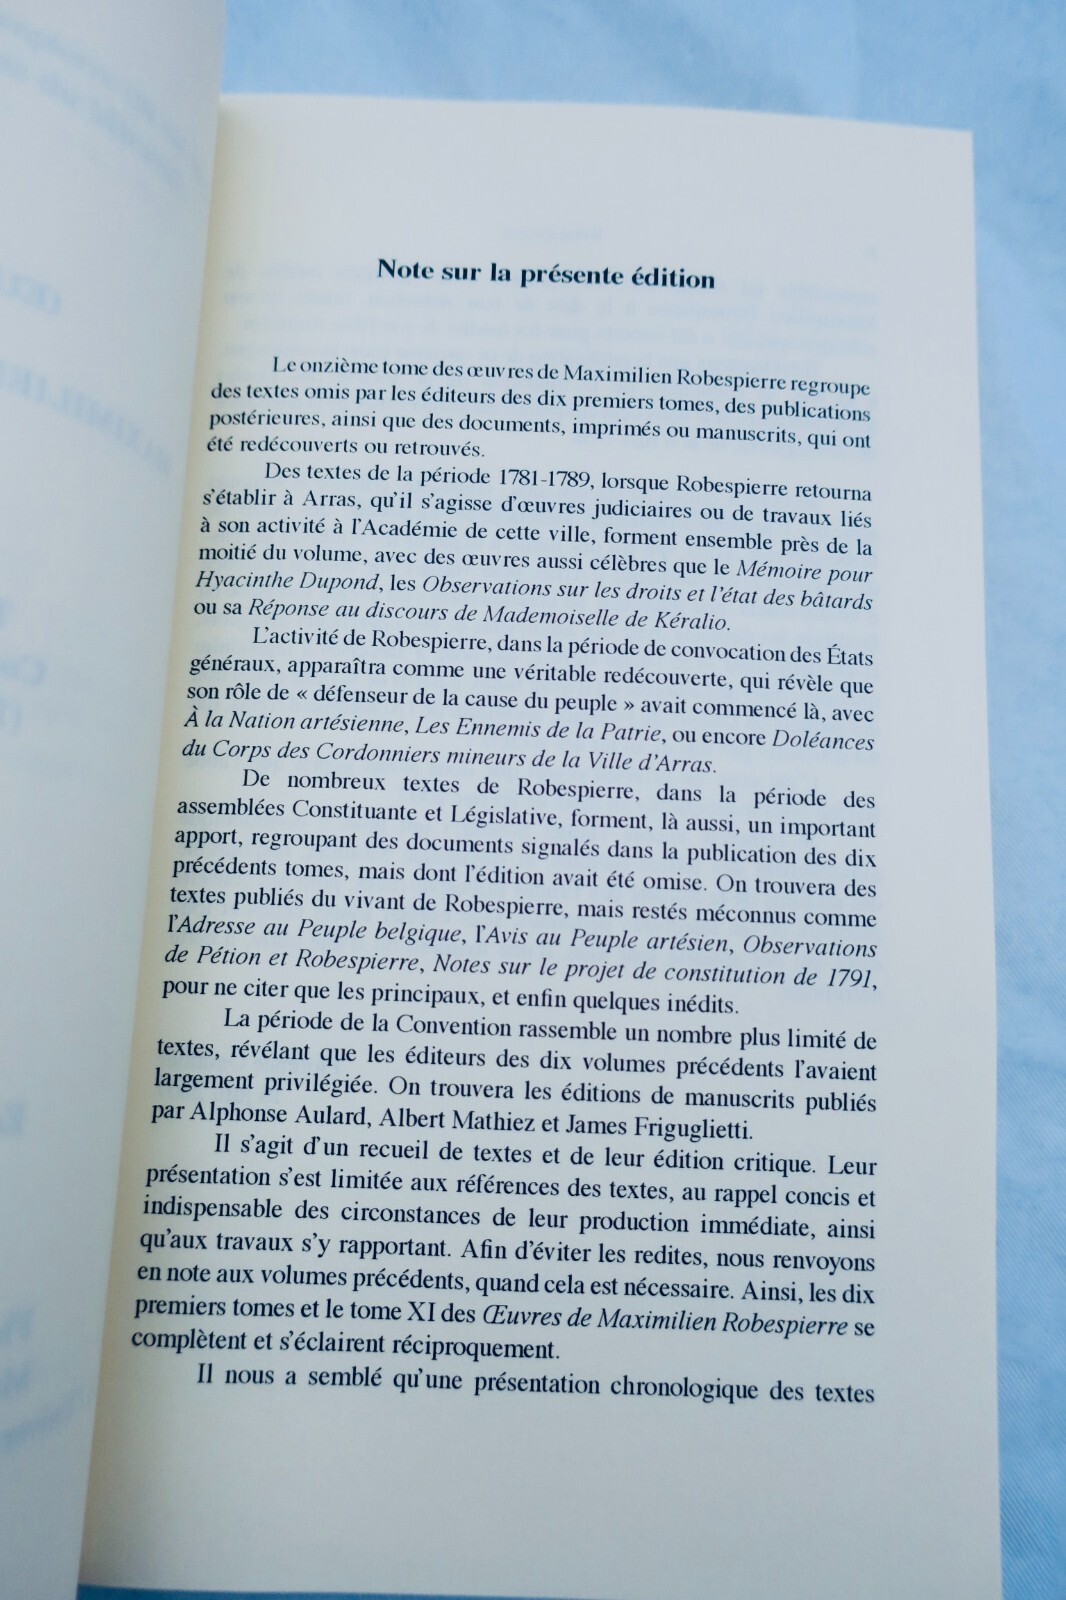 Note sur la présente édition
Le onzième tome des œuvres de Maximilien Robespierre regroupe
des textes omis par les éditeurs des dix premiers tomes, des publications
postérieures, ainsi que des documents, imprimés ou manuscrits, qui ont
été redécouverts ou retrouvés.
Des textes de la période 1781-1789, lorsque Robespierre retourna
s'établir à Arras, qu'il s'agisse d'œuvres judiciaires ou de travaux liés
à son activité à l'Académie de cette ville, forment ensemble près de la
moitié du volume, avec des œuvres aussi célèbres que le Mémoire pour
Hyacinthe Dupond, les Observations sur les droits et l'état des bâtards
ou sa Réponse au discours de Mademoiselle de Kéralio.
L'activité de Robespierre, dans la période de convocation des États
généraux, apparaîtra comme une véritable redécouverte, qui révèle que
son rôle de « défenseur de la cause du peuple » avait commencé là, avec
À la Nation artésienne, Les Ennemis de la Patrie, ou encore Doléances
du Corps des Cordonniers mineurs de la Ville d'Arras.
De nombreux textes de Robespierre, dans la période des
assemblées Constituante et Législative, forment, là aussi, un important
apport, regroupant des documents signalés dans la publication des dix
précédents tomes, mais dont l'édition avait été omise. On trouvera des
textes publiés du vivant de Robespierre, mais restés méconnus comme
l'Adresse au Peuple belgique, l'Avis au Peuple artésien, Observations
de Pétion et Robespierre, Notes sur le projet de constitution de 1791,
pour ne citer que les principaux, et enfin quelques inédits.
La période de la Convention rassemble un nombre plus limité de
textes, révélant que les éditeurs des dix volumes précédents l'avaient
largement privilégiée. On trouvera les éditions de manuscrits publiés
par Alphonse Aulard, Albert Mathiez et James Friguglietti.
Il s'agit d'un recueil de textes et de leur édition critique. Leur
présentation s'est limitée aux références des textes, au rappel concis et
indispensable des circonstances de leur production immédiate, ainsi
qu'aux travaux s'y rapportant. Afin d'éviter les redites, nous renvoyons
en note aux volumes précédents, quand cela est nécessaire. Ainsi, les dix
premiers tomes et le tome XI des Œuvres de Maximilien Robespierre se
complètent et s'éclairent réciproquement.
Il nous a semblé qu'une présentation chronologique des textes